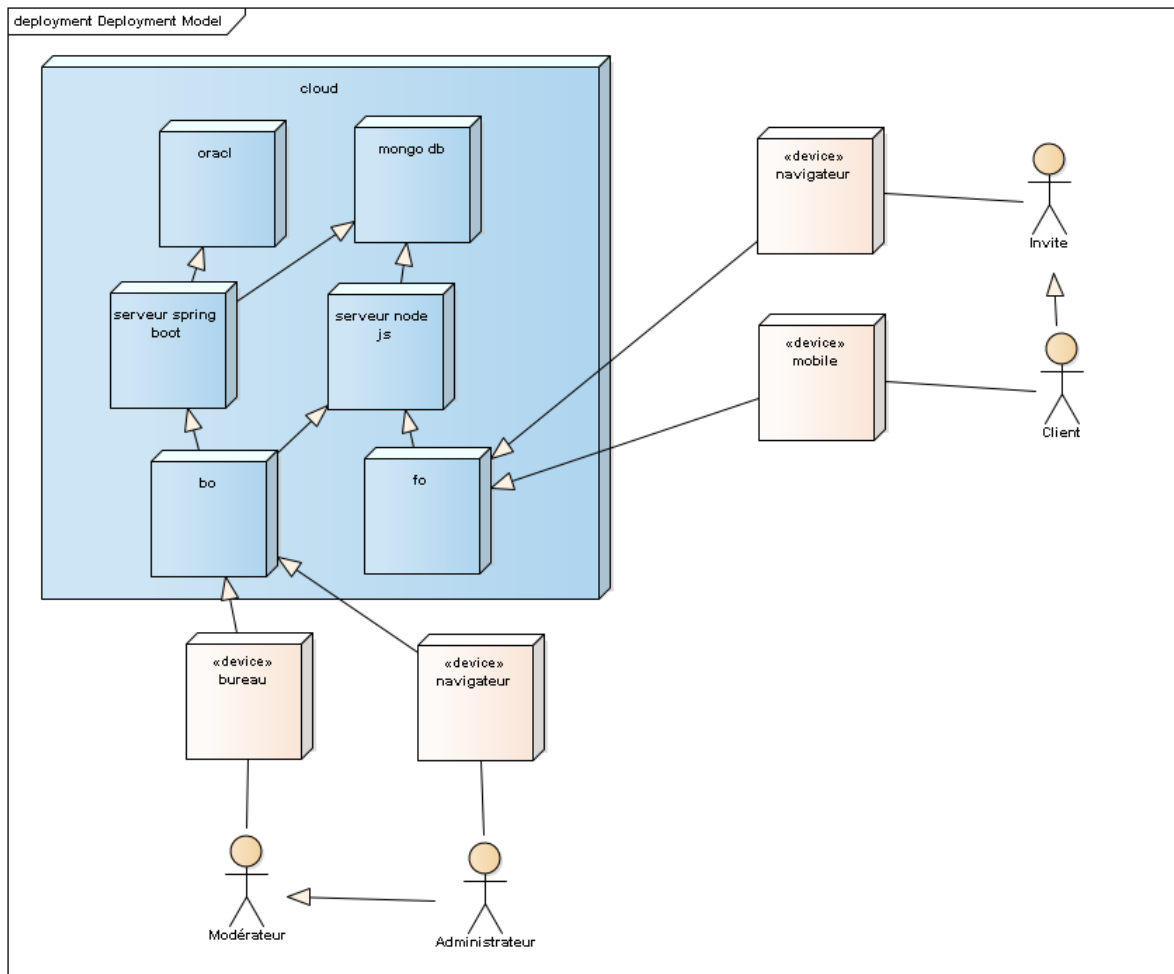 deployment Deployment Model
cloud
oracl
mongo db
«device»
navigateur
Invite
serveur spring
boot
serveur node
js
«device»
mobile
Client
bo
fo
«device»
bureau
«device»
navigateur
Modérateur
Administrateur